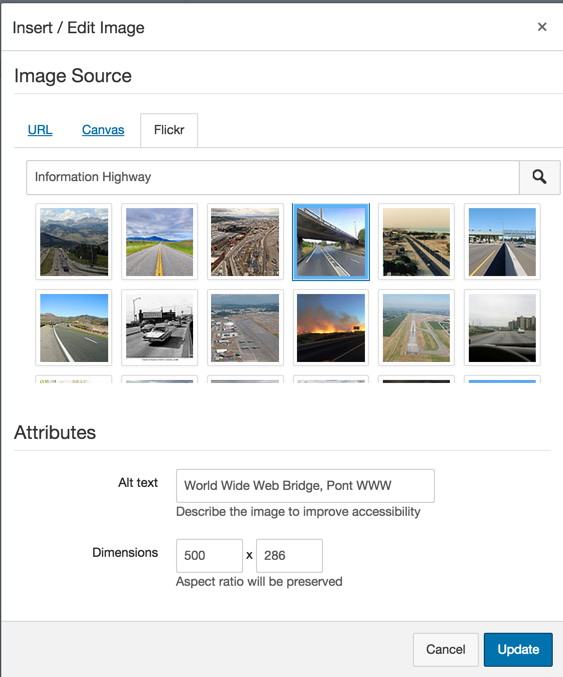 Insert / Edit Image ×
Image Source
URL Canvas Flickr
Information Highway
Attributes
Alt text World Wide Web Bridge, Pont WWW
Describe the image to improve accessibility
Dimensions 500 x 286
Aspect ratio will be preserved
Cancel Update